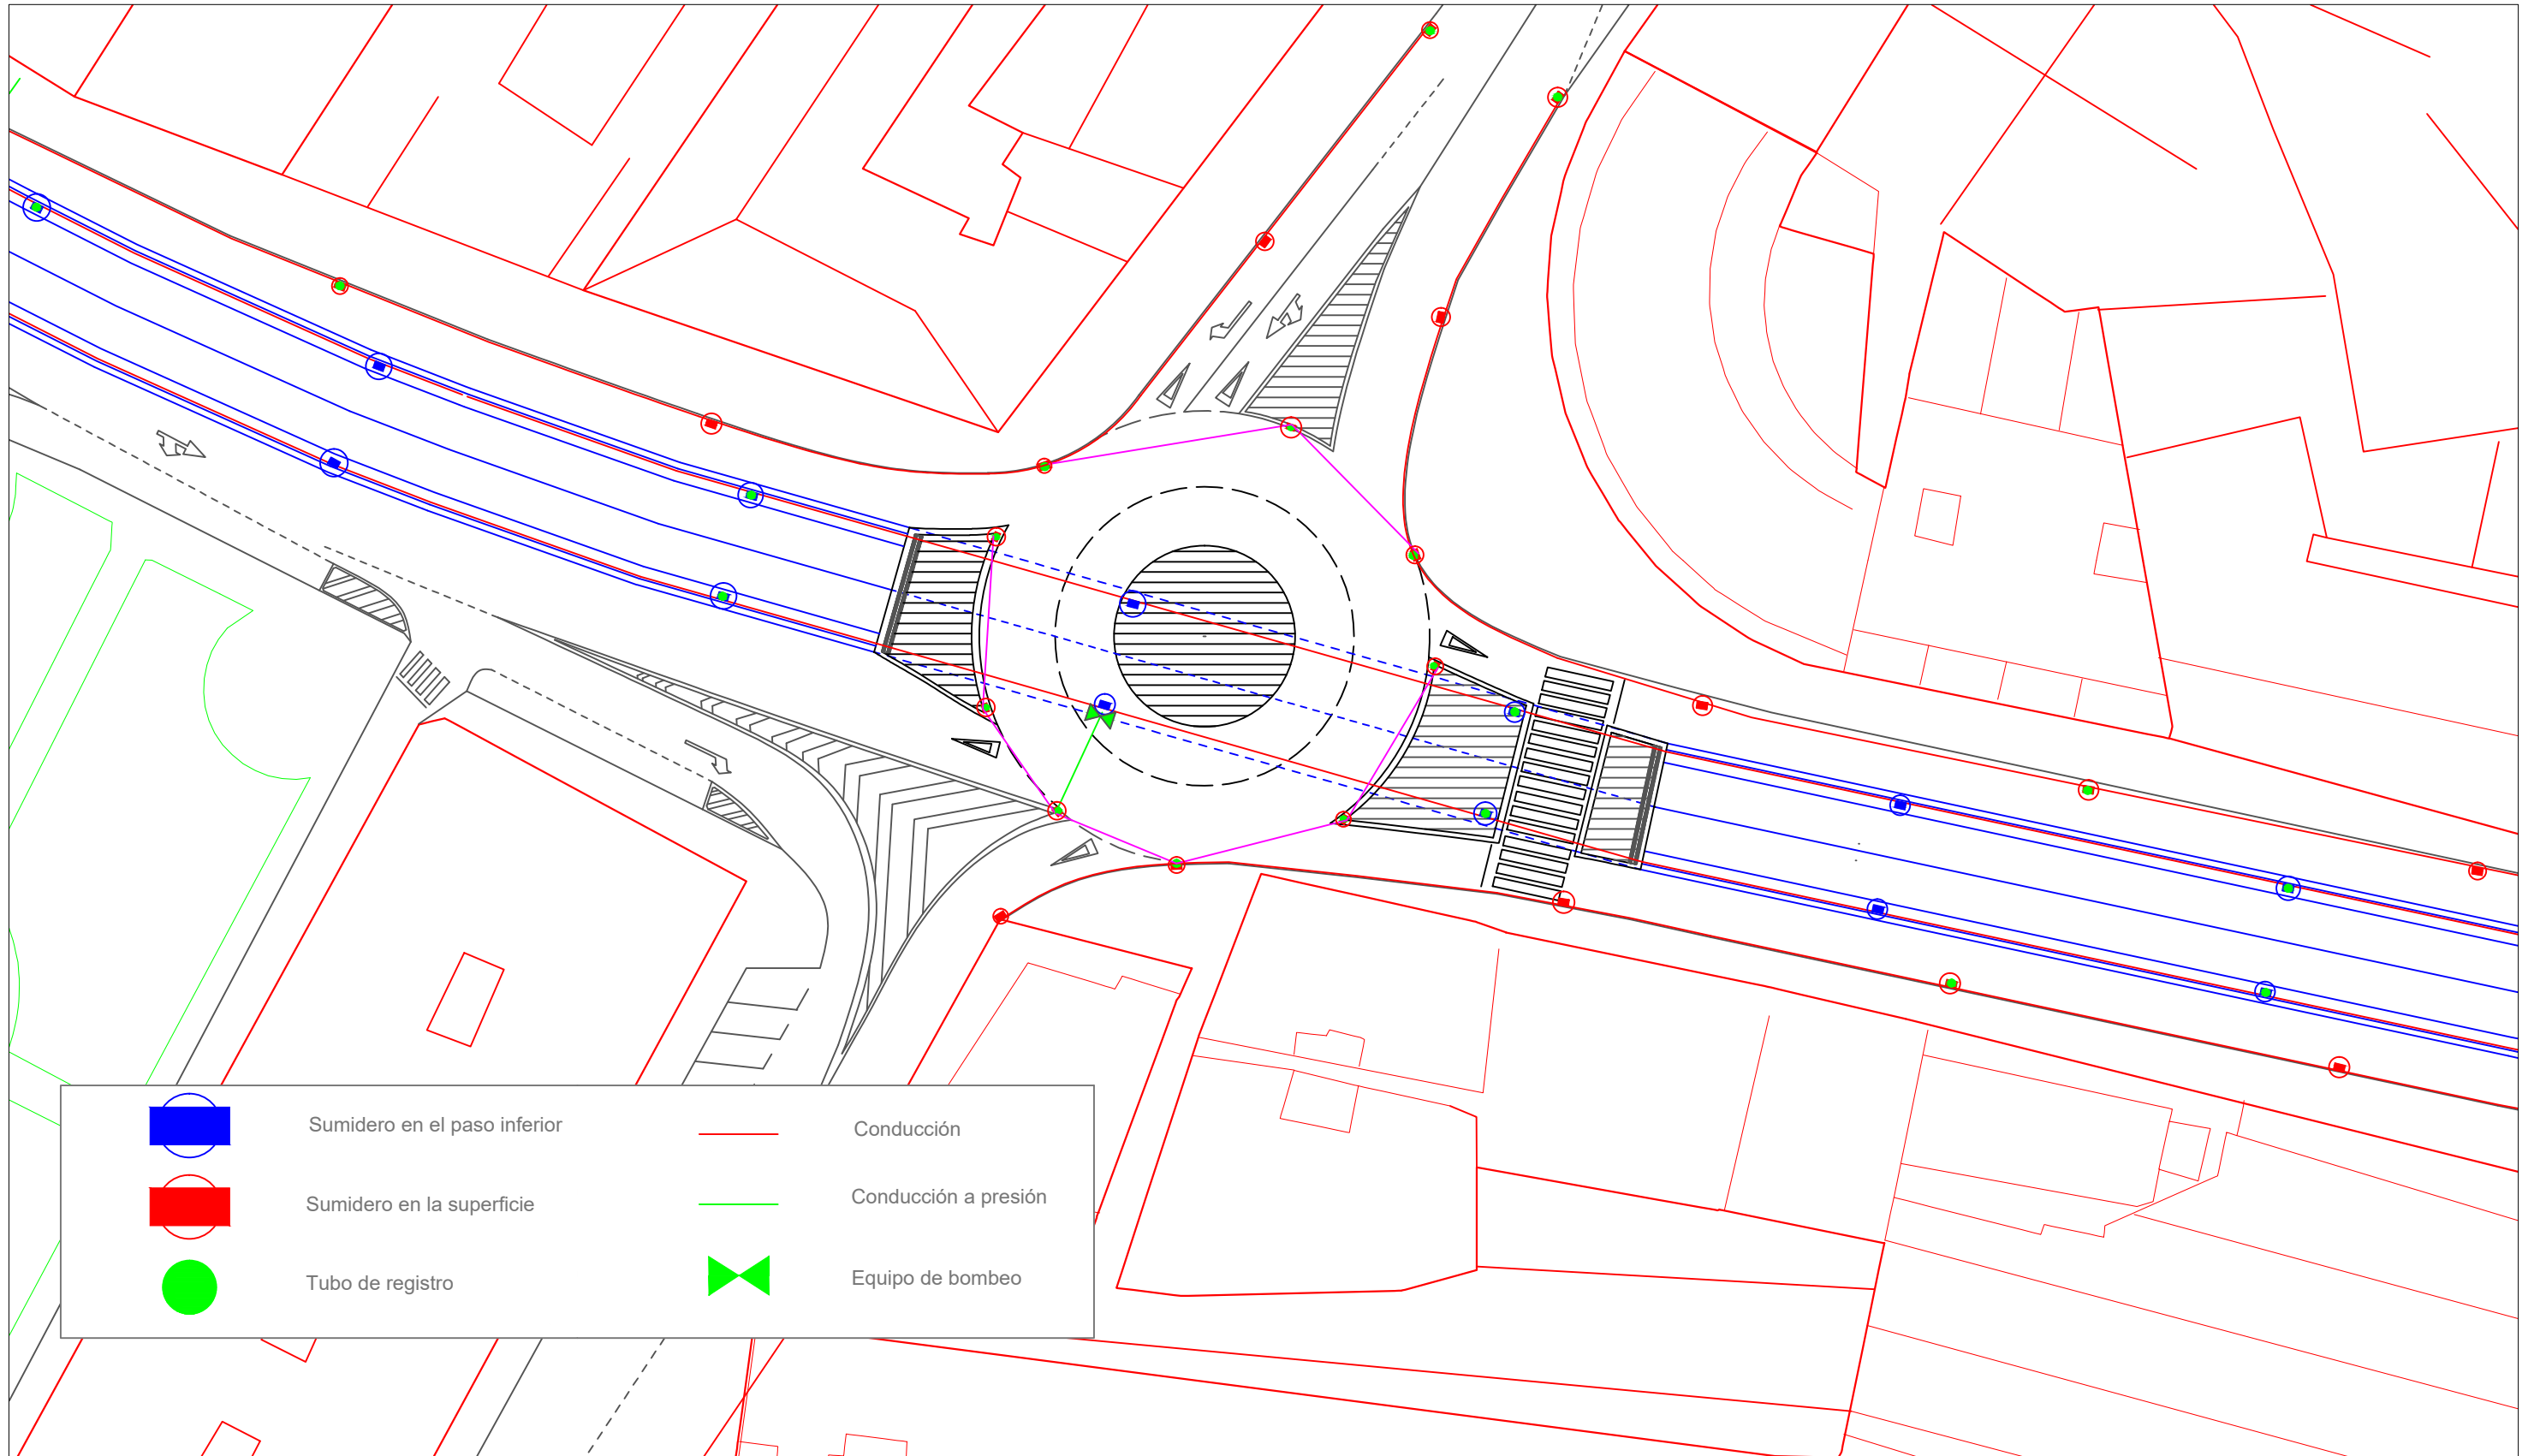 Sumidero en el paso inferior
Sumidero en la superficie
Tubo de registro
Conducción
Conducción a presión
Equipo de bombeo